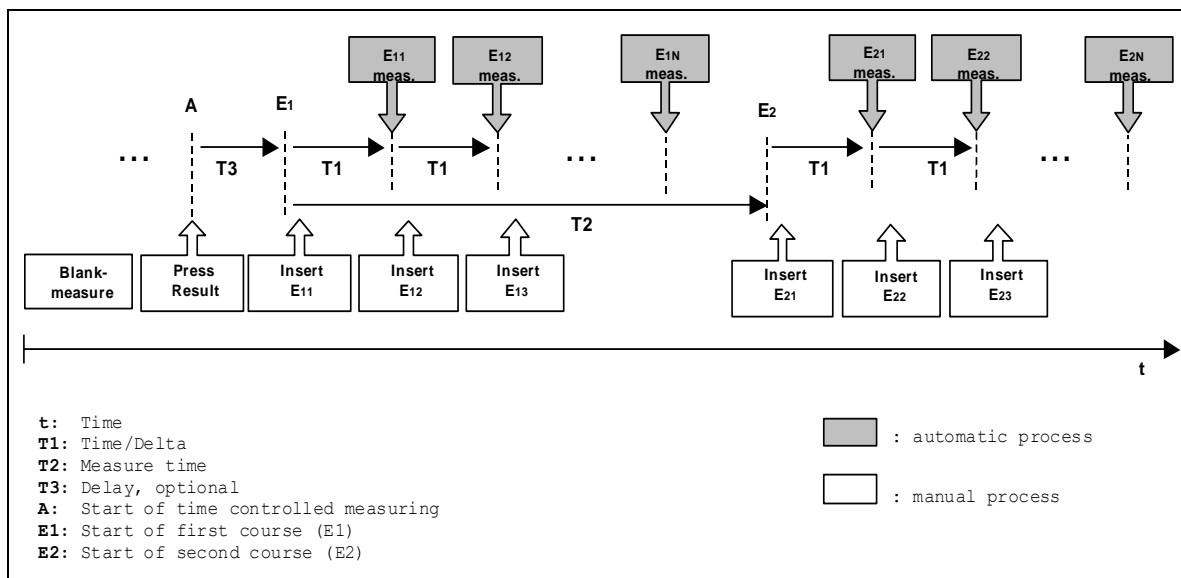 E11 meas.
E12 meas.
E1N meas.
E21 meas.
E22 meas.
E2N meas.
A
E1
E2
...
T3
T1
T1
...
T1
T1
...
T2
Blank-
measure
Press
Result
Insert
E11
Insert
E12
Insert
E13
Insert
E21
Insert
E22
Insert
E23
t
t: Time
T1: Time/Delta
T2: Measure time
T3: Delay, optional
A: Start of time controlled measuring
E1: Start of first course (E1)
E2: Start of second course (E2)
: automatic process
: manual process